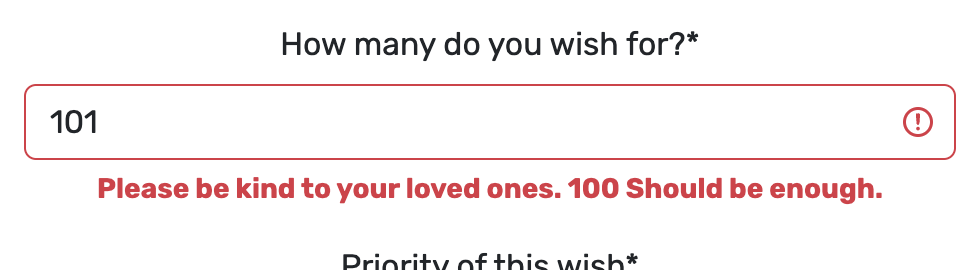 How many do you wish for?*
101
Please be kind to your loved ones. 100 Should be enough.
Priority of this wish*